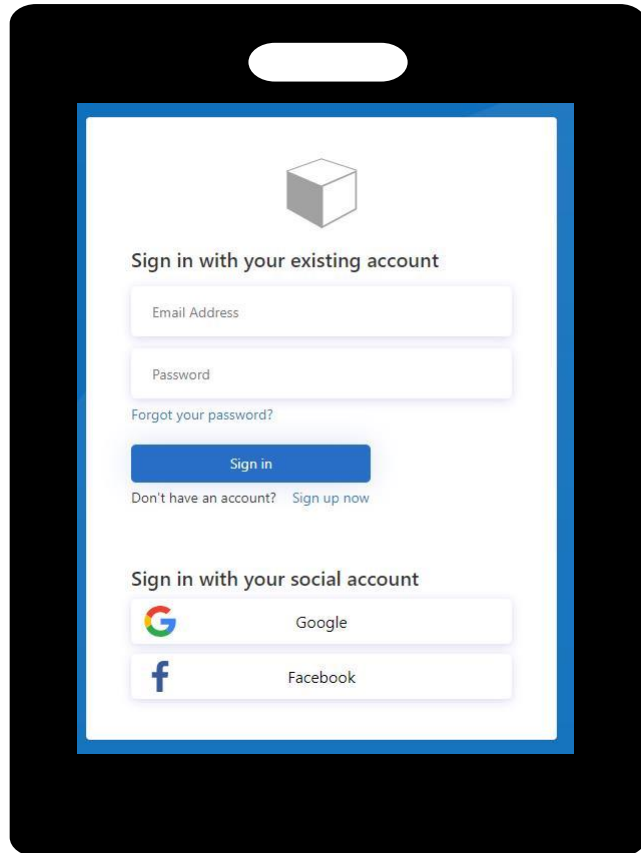 Sign in with your existing account
Email Address
Password
Forgot your password?
Sign in
Don't have an account? Sign up now
Sign in with your social account
Google
Facebook